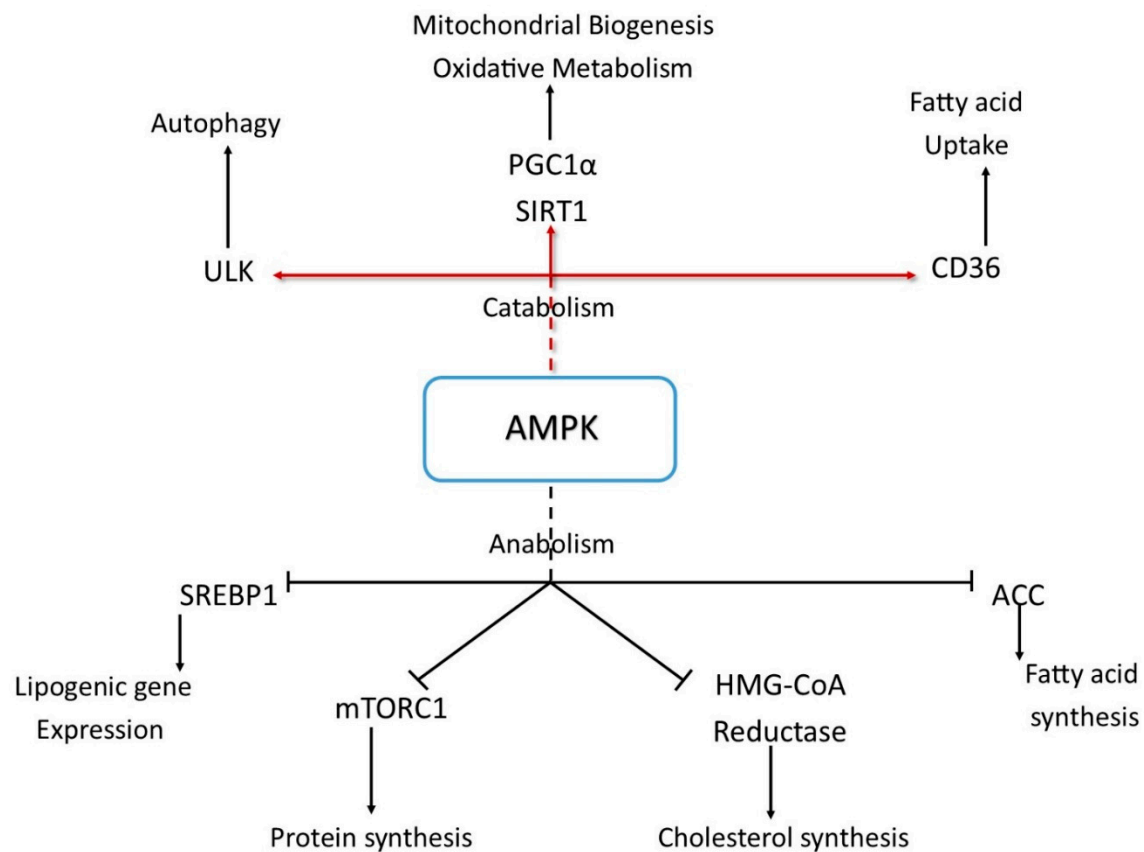 Mitochondrial Biogenesis
Oxidative Metabolism
Autophagy
Fatty acid
Uptake
PGC1α
SIRT1
ULK
CD36
Catabolism
AMPK
Anabolism
SREBP1
ACC
Lipogenic gene
Expression
mTORC1
HMG-CoA
Reductase
Fatty acid
synthesis
Protein synthesis
Cholesterol synthesis